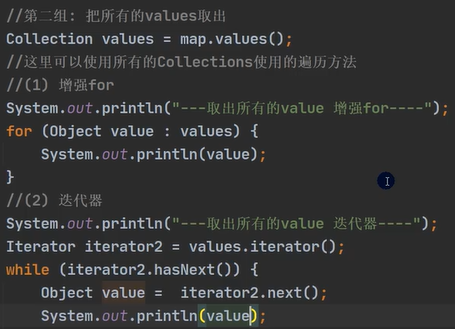 //第二组: 把所有的values取出
Collection values = map.values();
//这里可以使用所有的Collections使用的遍历方法
//(1) 增强for
System.out.println("---取出所有的value 增强for----");
for (Object value : values) {
    System.out.println(value);
}
//(2) 迭代器
System.out.println("---取出所有的value 迭代器----");
Iterator iterator2 = values.iterator();
while (iterator2.hasNext()) {
    Object value =  iterator2.next();
    System.out.println(value);